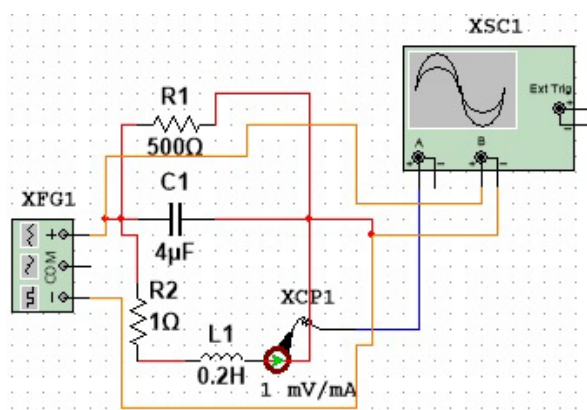 XSC1
Ext Trig
+
−
A
B
+ − + −
R1
500Ω
C1
4μF
XFG1
+
COM
−
R2
1Ω
L1
0.2H
XCP1
1 mV/mA